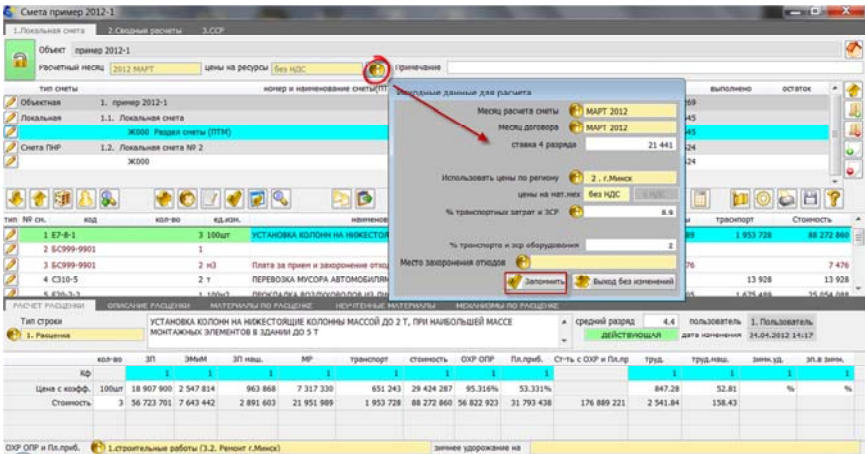 Смета пример 2012-1
1.Локальная смета 2.Сводные расчеты 3.ССР
Объект пример 2012-1
Расчетный месяц 2012 МАРТ цены на ресурсы без НДС Примечание
тип сметы номер и наименование сметы(ПТ выполнено остаток
Объектная 1. пример 2012-1 269
Локальная 1.1. Локальная смета 545
Ж000 Раздел сметы (ПТМ) 545
Смета ПНР 1.2. Локальная смета № 2 524
Ж000 524
Исходные данные для расчета
Месяц расчета сметы МАРТ 2012
Месяц договора МАРТ 2012
ставка 4 разряда 21 441
Использовать цены по региону 2 . г.Минск
цены на мат.мех без НДС с НДС
% транспортных затрат и ЗСР 8.9
% транспорта и зср оборудования 2
Место захоронения отходов
Запомнить Выход без изменений
тип № сн. код кол-во ед.изм. наименов транспорт Стоимость
1 Е7-8-1 3 100шт УСТАНОВКА КОЛОНН НА НИЖЕСТОЯ 89 1 953 728 88 272 860
2 БС999-9901 1
3 БС999-9901 2 м3 Плата за прием и захоронение отход 76 7 476
4 С310-5 2 т ПЕРЕВОЗКА МУСОРА АВТОМОБИЛЯМ 13 928 13 928
РАСЧЕТ РАСЦЕНКИ ОПИСАНИЕ РАСЦЕНКИ МАТЕРИАЛЫ ПО РАСЦЕНКЕ НЕУЧТЕННЫЕ МАТЕРИАЛЫ МЕХАНИЗМЫ ПО РАСЦЕНКЕ
Тип строки УСТАНОВКА КОЛОНН НА НИЖЕСТОЯЩИЕ КОЛОННЫ МАССОЙ ДО 2 Т, ПРИ НАИБОЛЬШЕЙ МАССЕ средний разряд 4.4 пользователь 1. Пользователь
1. Расценка МОНТАЖНЫХ ЭЛЕМЕНТОВ В ЗДАНИИ ДО 5 Т ДЕЙСТВУЮЩАЯ дата изменения 24.04.2012 14:17
кол-во ЗП ЭМиМ ЗП маш. МР транспорт стоимость ОХР ОПР Пл.приб. Ст-ть с ОХР и Пл.пр труд. труд.маш. зимн.уд. зп.в зимн.
Кф 1 1 1 1 1 1 1 1 1 1 1 1
Цена с коэфф. 100шт 18 907 900 2 547 814 963 868 7 317 330 651 243 29 424 287 95.316% 53.331% 847.28 52.81 % %
Стоимость 3 56 723 701 7 643 442 2 891 603 21 951 989 1 953 728 88 272 860 56 822 923 31 793 438 176 889 221 2 541.84 158.43
ОХР ОПР и Пл.приб. 1.строительные работы (3.2. Ремонт г.Минск) зимнее удорожание на